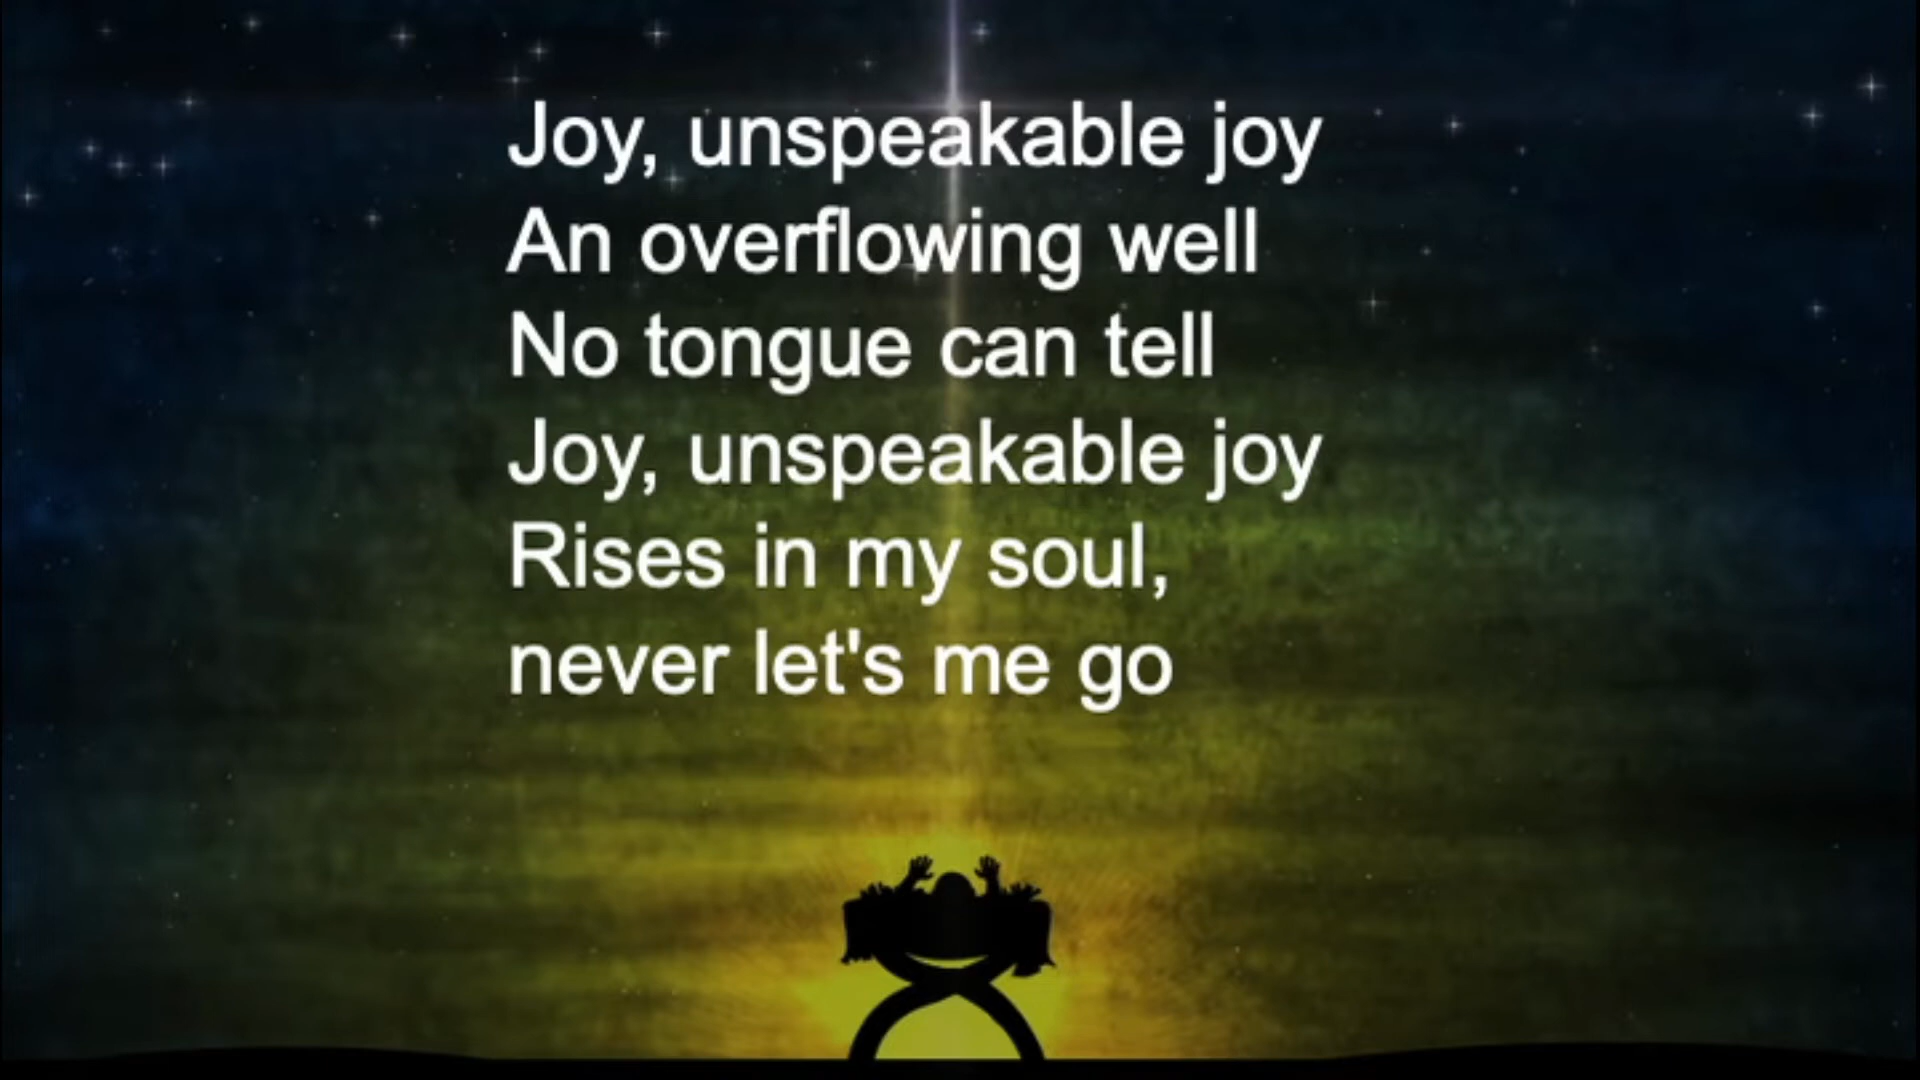 Joy, unspeakable joy
An overflowing well
No tongue can tell
Joy, unspeakable joy
Rises in my soul,
never let's me go